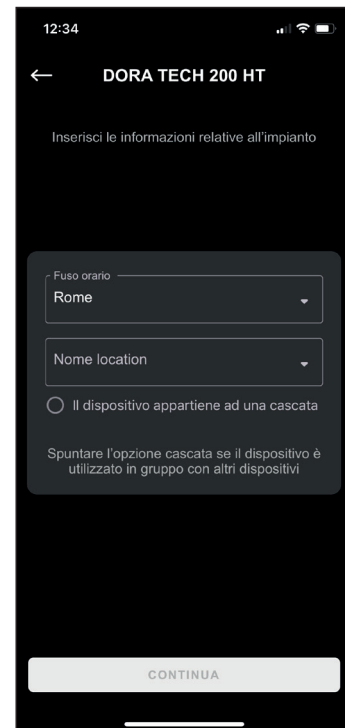 12:34
DORA TECH 200 HT
Inserisci le informazioni relative all'impianto
Fuso orario
Rome
Nome location
Il dispositivo appartiene ad una cascata
Spuntare l'opzione cascata se il dispositivo è
utilizzato in gruppo con altri dispositivi
CONTINUA